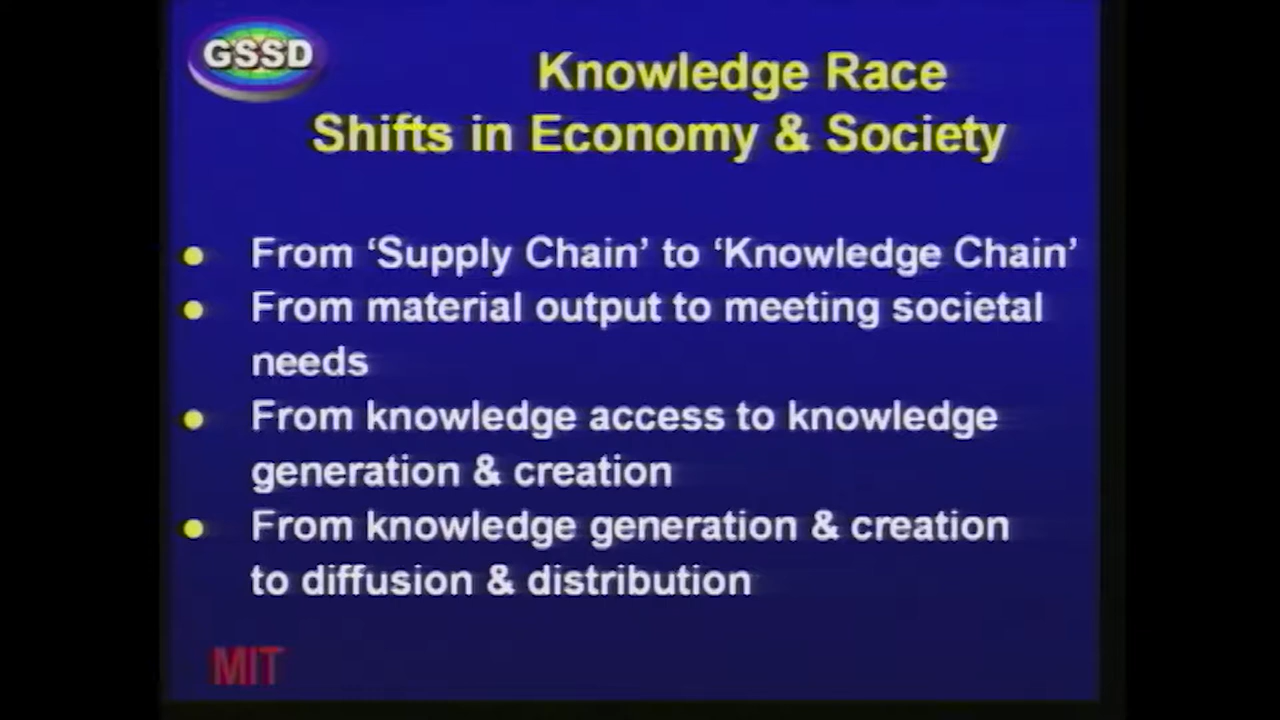 GSSD
Knowledge Race
Shifts in Economy & Society
From ‘Supply Chain’ to ‘Knowledge Chain’
From material output to meeting societal
needs
From knowledge access to knowledge
generation & creation
From knowledge generation & creation
to diffusion & distribution
MIT